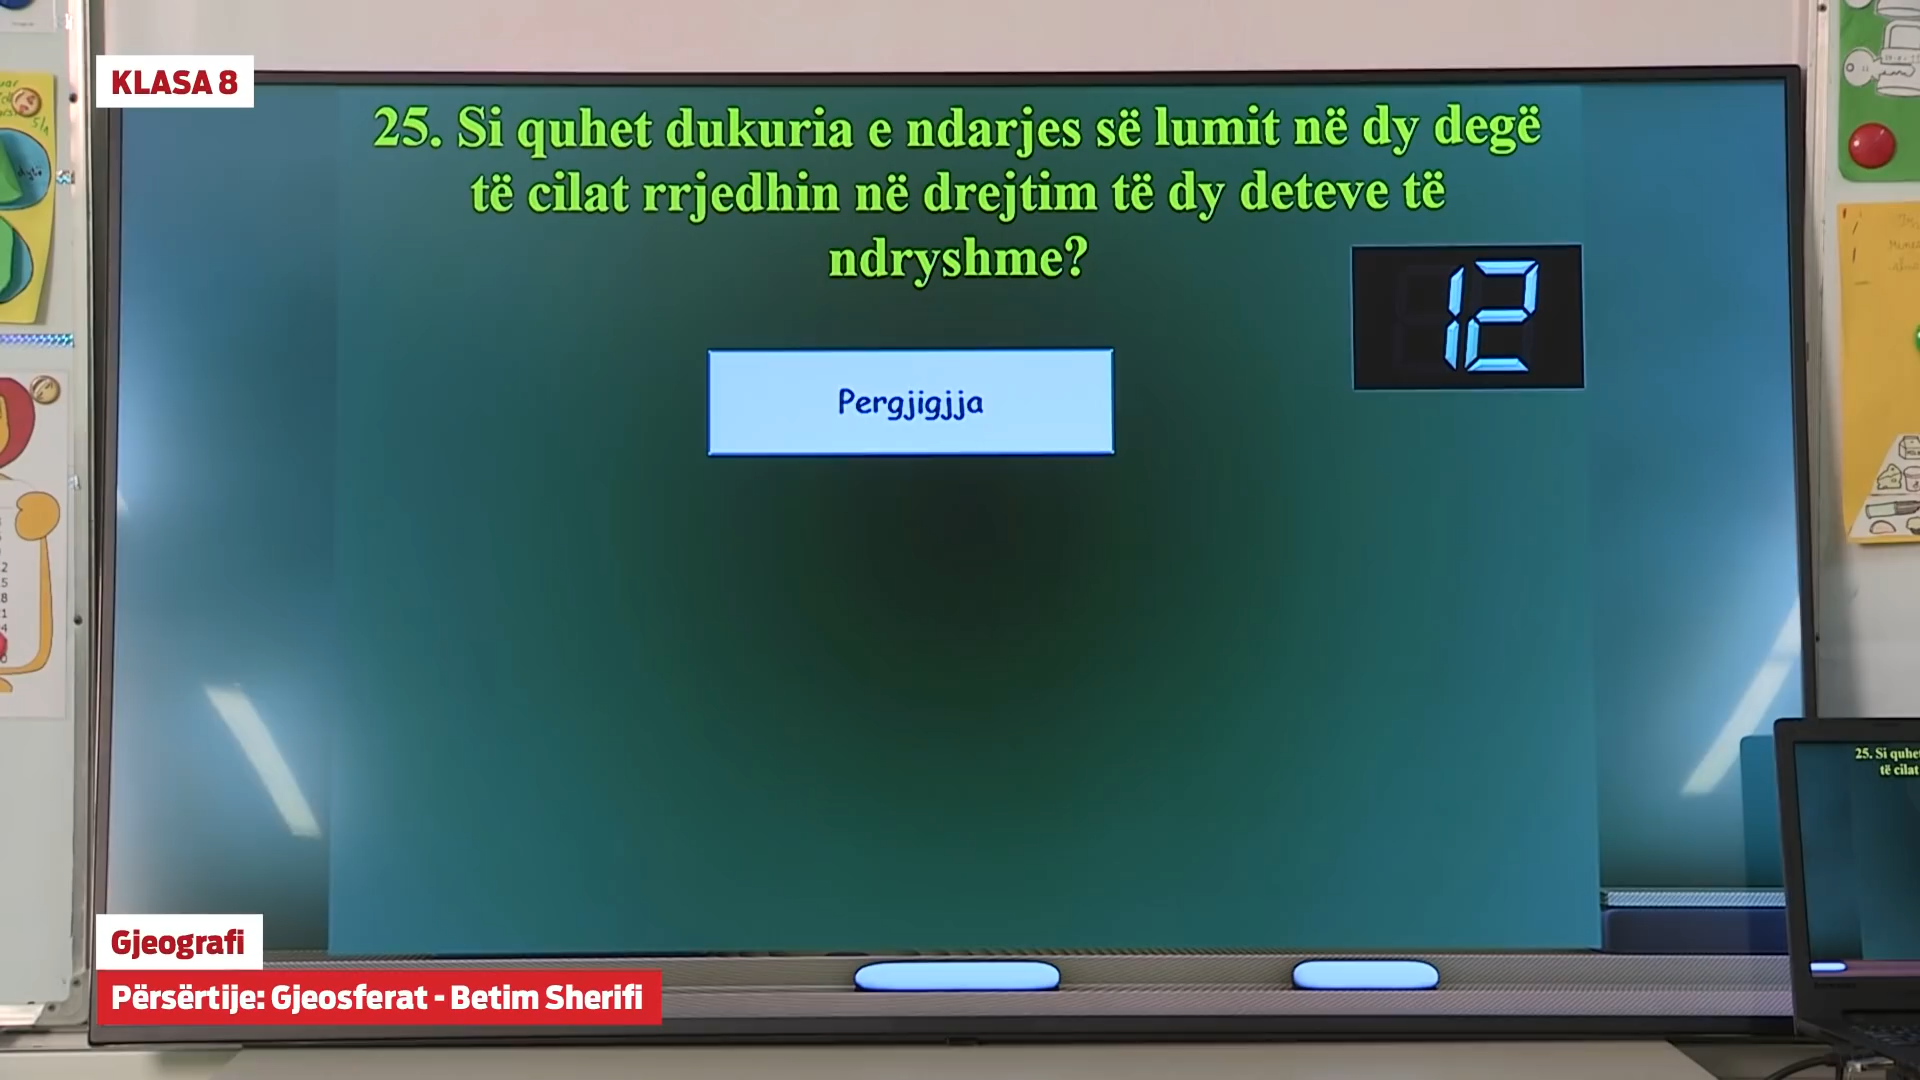 KLASA 8
25. Si quhet dukuria e ndarjes së lumit në dy degë
të cilat rrjedhin në drejtim të dy deteve të
ndryshme?
12
Pergjigjja
25. Si quhe
të cilat
Gjeografi
Përsërtije: Gjeosferat - Betim Sherifi